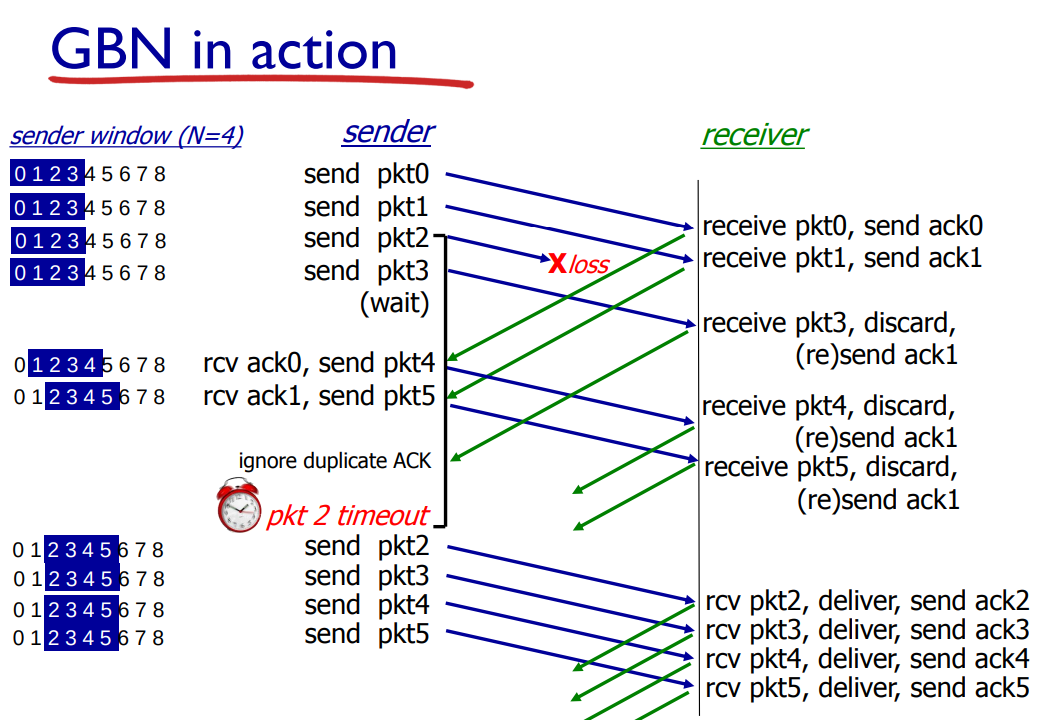 GBN in action
sender window (N=4) sender receiver
0 1 2 3 4 5 6 7 8 send pkt0
0 1 2 3 4 5 6 7 8 send pkt1
receive pkt0, send ack0
0 1 2 3 4 5 6 7 8 send pkt2
receive pkt1, send ack1
X loss
0 1 2 3 4 5 6 7 8 send pkt3
(wait)
receive pkt3, discard,
(re)send ack1
0 1 2 3 4 5 6 7 8 rcv ack0, send pkt4
0 1 2 3 4 5 6 7 8 rcv ack1, send pkt5
receive pkt4, discard,
(re)send ack1
ignore duplicate ACK
receive pkt5, discard,
(re)send ack1
pkt 2 timeout
0 1 2 3 4 5 6 7 8 send pkt2
0 1 2 3 4 5 6 7 8 send pkt3
0 1 2 3 4 5 6 7 8 send pkt4
0 1 2 3 4 5 6 7 8 send pkt5
rcv pkt2, deliver, send ack2
rcv pkt3, deliver, send ack3
rcv pkt4, deliver, send ack4
rcv pkt5, deliver, send ack5